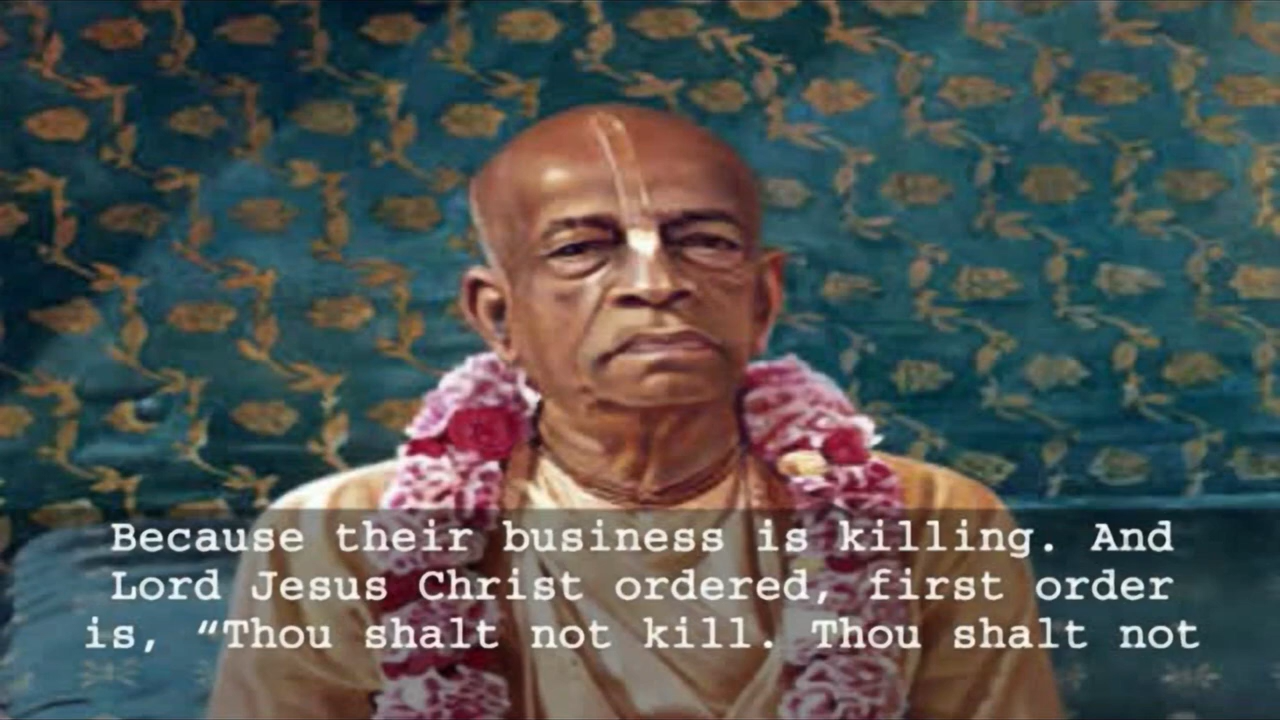 Because their business is killing. And
Lord Jesus Christ ordered, first order
is, “Thou shalt not kill. Thou shalt not